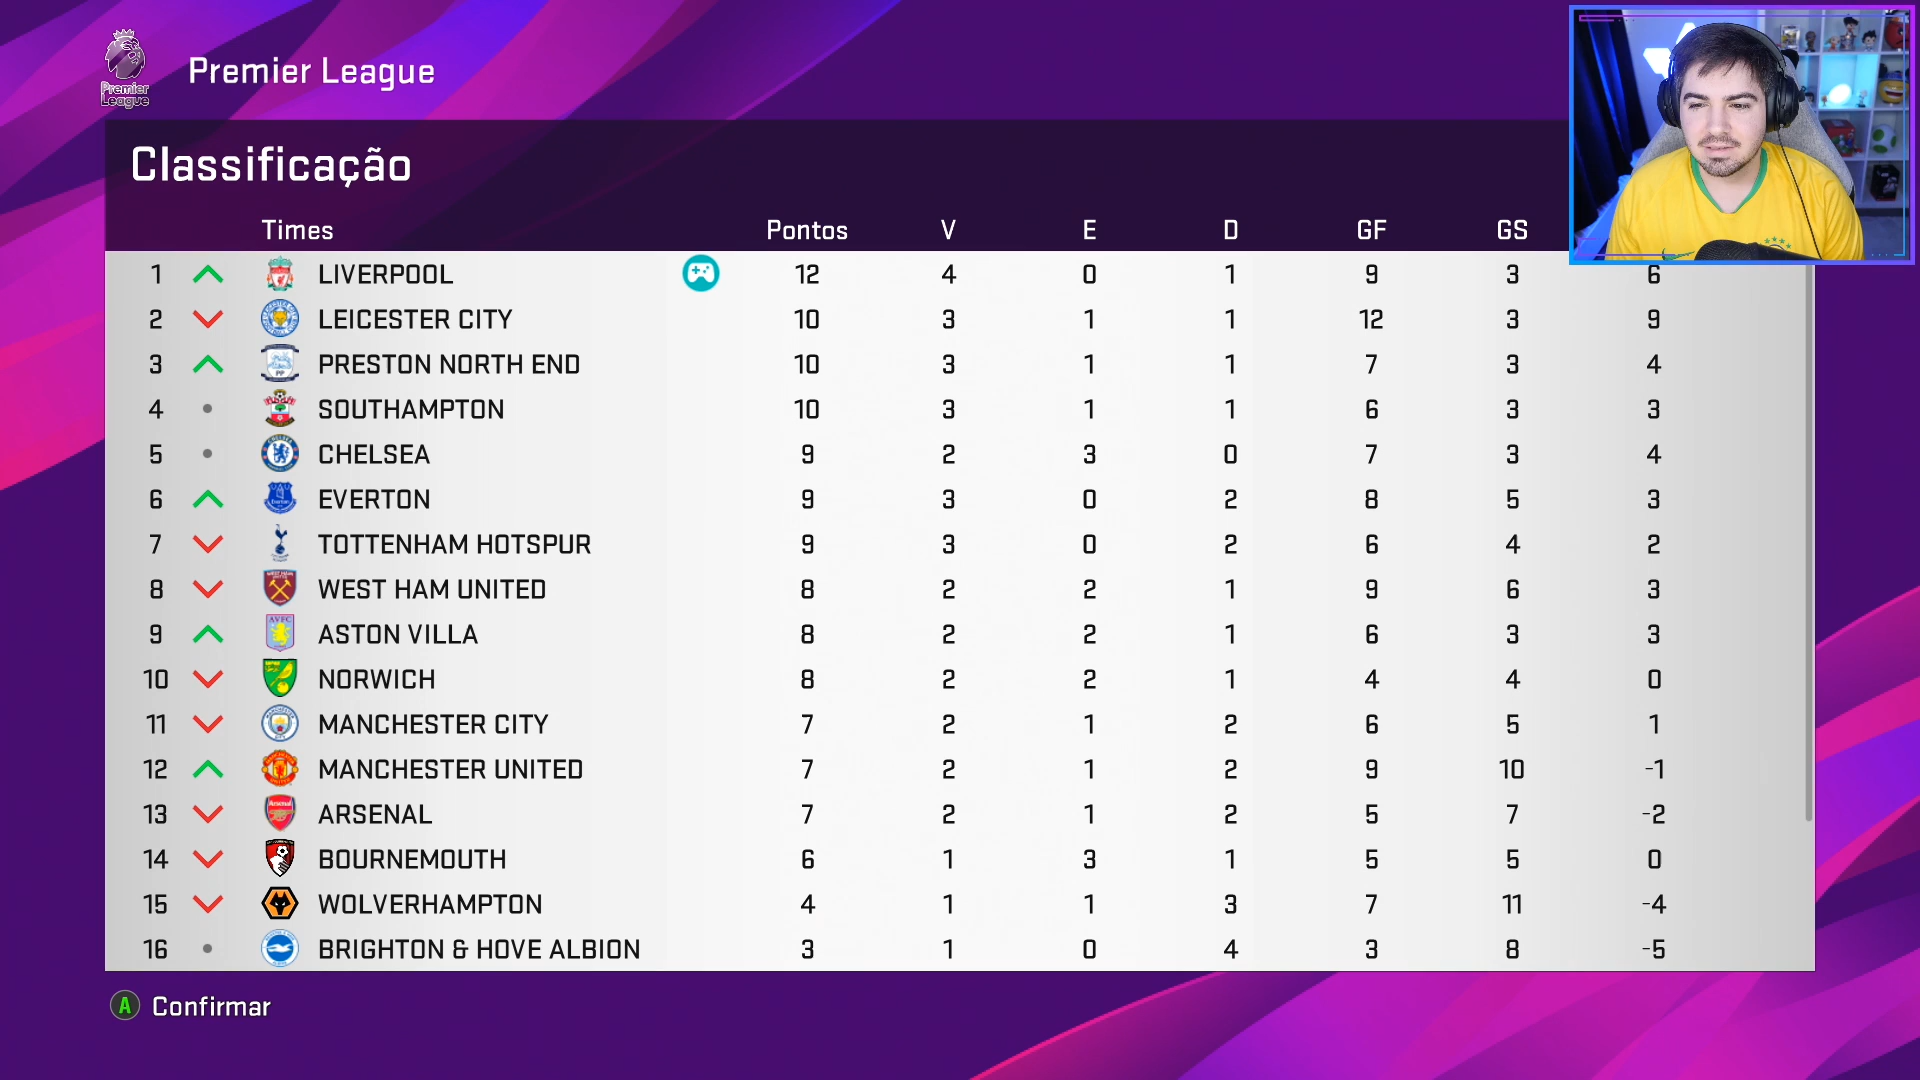 Premier League
Premier League
Classificação
Times Pontos V E D GF GS
1 LIVERPOOL 12 4 0 1 9 3 6
2 LEICESTER CITY 10 3 1 1 12 3 9
3 PRESTON NORTH END 10 3 1 1 7 3 4
4 SOUTHAMPTON 10 3 1 1 6 3 3
5 CHELSEA 9 2 3 0 7 3 4
6 EVERTON 9 3 0 2 8 5 3
7 TOTTENHAM HOTSPUR 9 3 0 2 6 4 2
8 WEST HAM UNITED 8 2 2 1 9 6 3
9 ASTON VILLA 8 2 2 1 6 3 3
10 NORWICH 8 2 2 1 4 4 0
11 MANCHESTER CITY 7 2 1 2 6 5 1
12 MANCHESTER UNITED 7 2 1 2 9 10 -1
13 ARSENAL 7 2 1 2 5 7 -2
14 BOURNEMOUTH 6 1 3 1 5 5 0
15 WOLVERHAMPTON 4 1 1 3 7 11 -4
16 BRIGHTON & HOVE ALBION 3 1 0 4 3 8 -5
A Confirmar